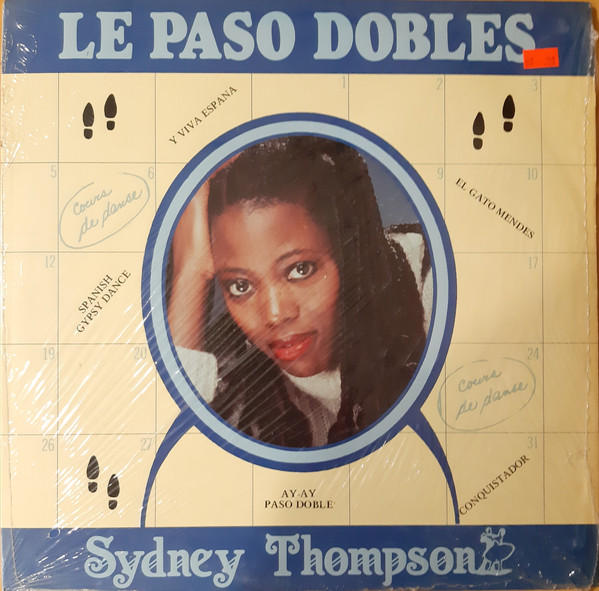 LE PASO DOBLES
Y VIVA ESPANA
1
2
3
5
6
cours
de danse
9
10
EL GATO MENDES
12
SPANISH
GYPSY DANCE
17
19
20
24
cours
de danse
26
27
31
CONQUISTADOR
AY-AY
PASO DOBLE
Sydney Thompson